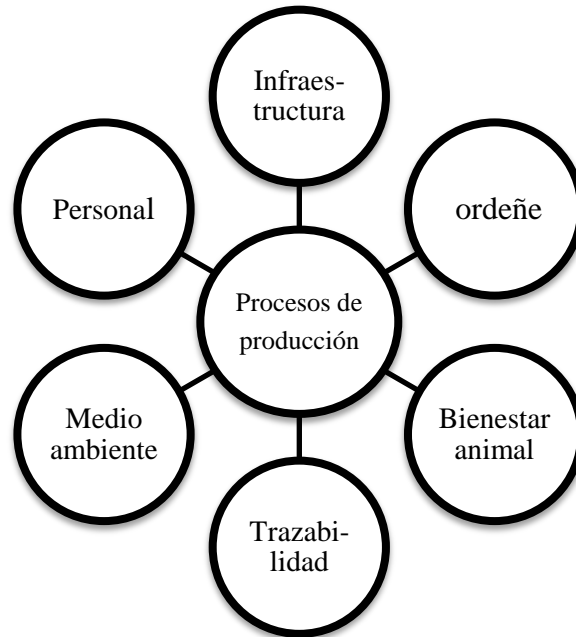 Infraes-
tructura
Personal
ordeñe
Procesos de
producción
Medio
ambiente
Bienestar
animal
Trazabi-
lidad